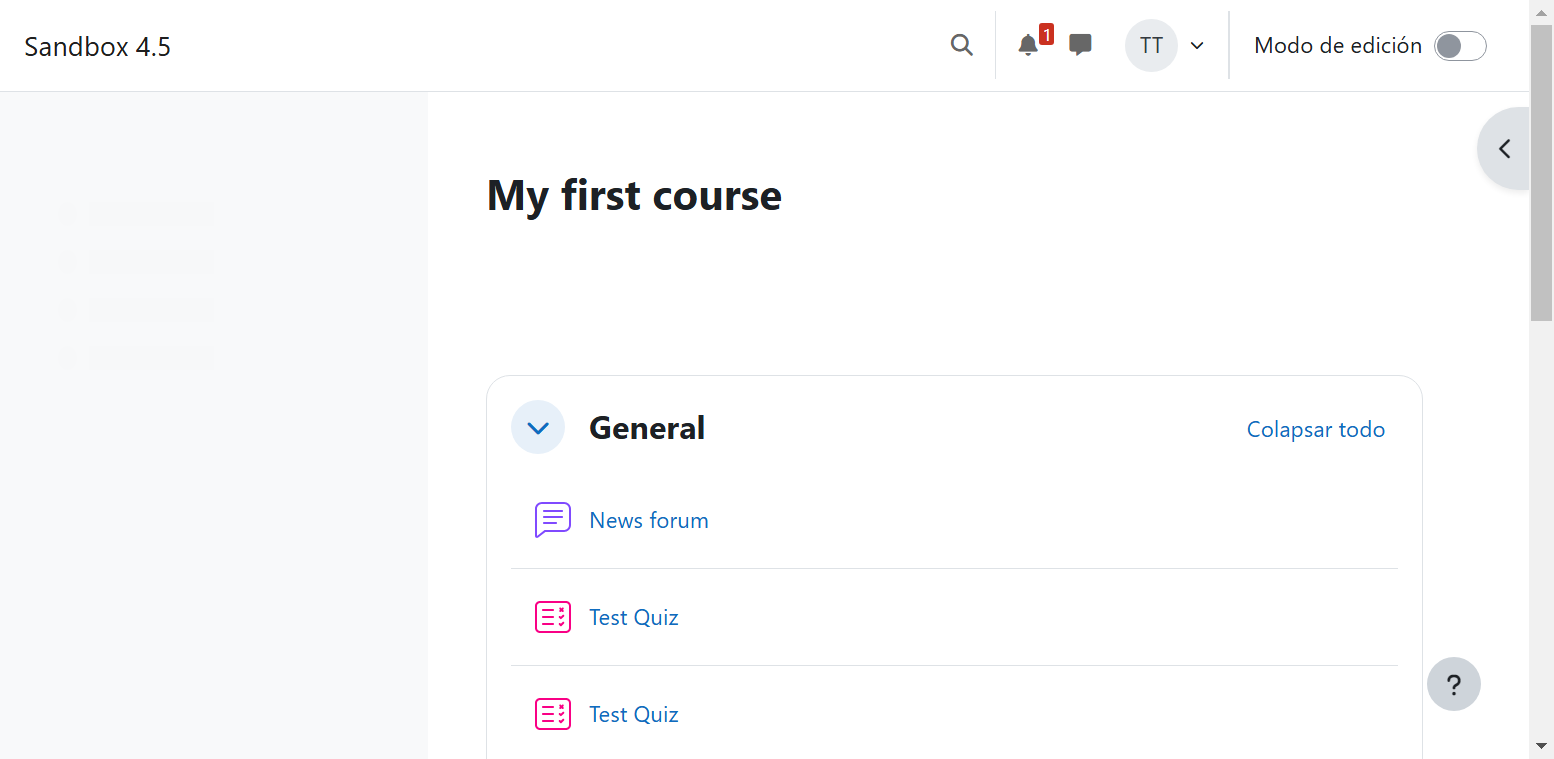 Sandbox 4.5
1
TT
Modo de edición
My first course
General
Colapsar todo
News forum
Test Quiz
Test Quiz
?